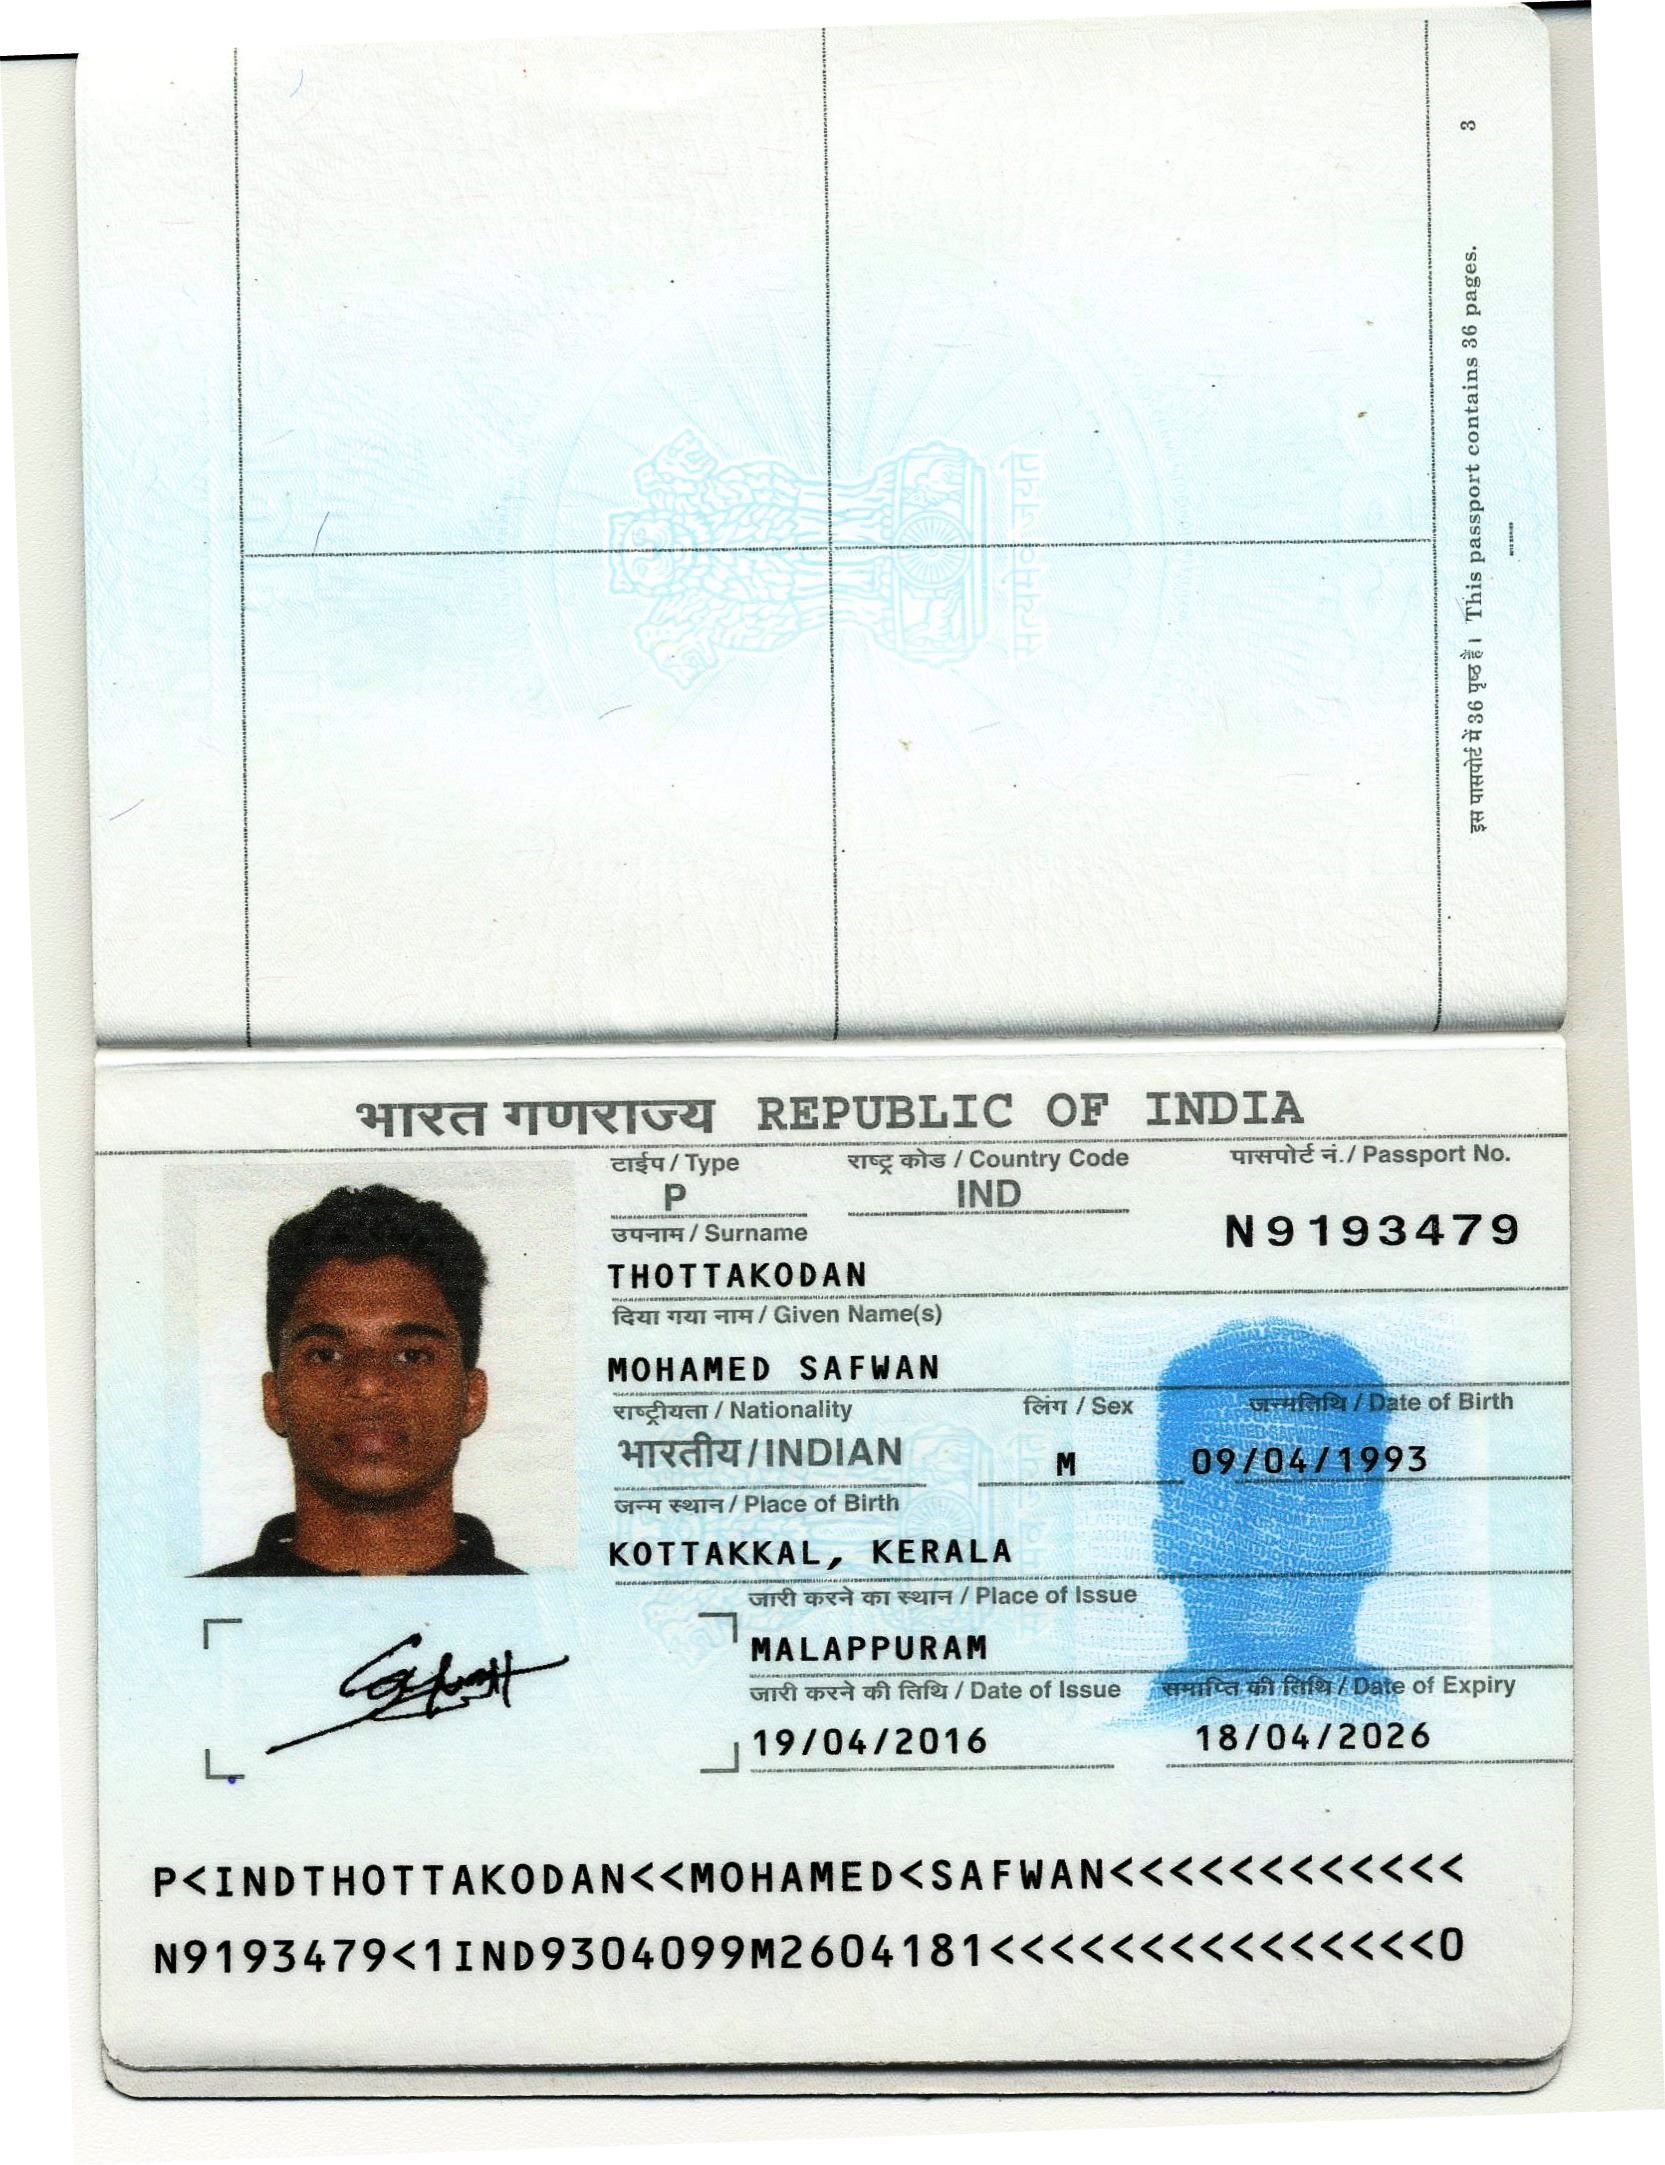 3
इस पासपोर्ट में 36 पृष्ठ हैं। This passport contains 36 pages.
भारत गणराज्य REPUBLIC OF INDIA
टाईप / Type राष्ट्र कोड / Country Code पासपोर्ट नं./ Passport No.
P IND N9193479
उपनाम / Surname
THOTTAKODAN
दिया गया नाम / Given Name(s)
MOHAMED SAFWAN
राष्ट्रीयता / Nationality लिंग / Sex जन्मतिथि / Date of Birth
भारतीय/INDIAN M 09/04/1993
जन्म स्थान / Place of Birth
KOTTAKKAL, KERALA
जारी करने का स्थान / Place of Issue
MALAPPURAM
जारी करने की तिथि / Date of Issue समाप्ति की तिथि / Date of Expiry
19/04/2016 18/04/2026
P<INDTHOTTAKODAN<<MOHAMED<SAFWAN<<<<<<<<<<<<
N9193479<1IND9304099M2604181<<<<<<<<<<<<<<<0